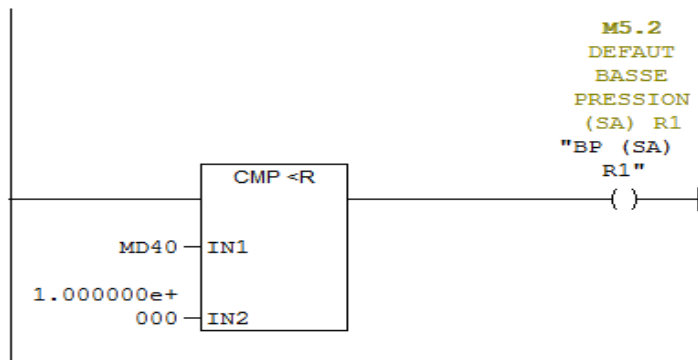 M5.2
DEFAUT
BASSE
PRESSION
(SA) R1
"BP (SA)
R1"
CMP <R
MD40 IN1
1.000000e+
000 IN2